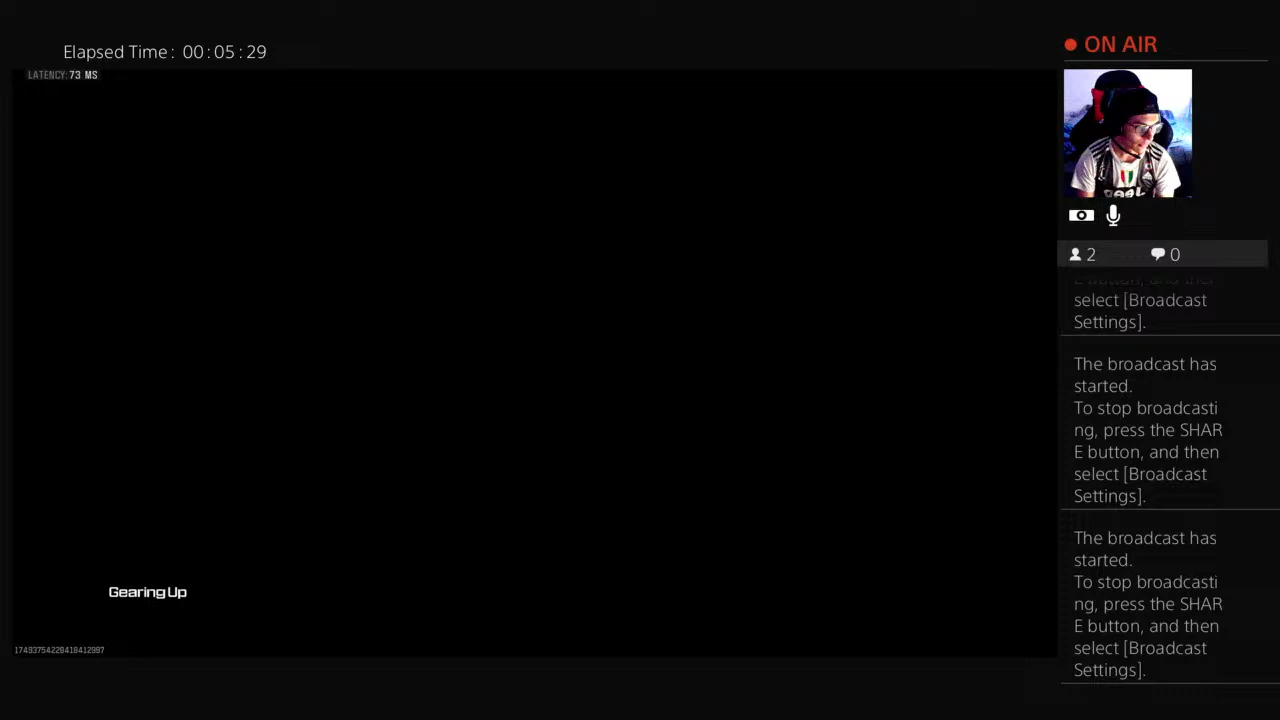 Elapsed Time: 00:05:29
ON AIR
LATENCY: 73 MS
2
0
select [Broadcast
Settings].
The broadcast has
started.
To stop broadcasti
ng, press the SHAR
E button, and then
select [Broadcast
Settings].
The broadcast has
started.
To stop broadcasti
ng, press the SHAR
E button, and then
select [Broadcast
Settings].
Gearing Up